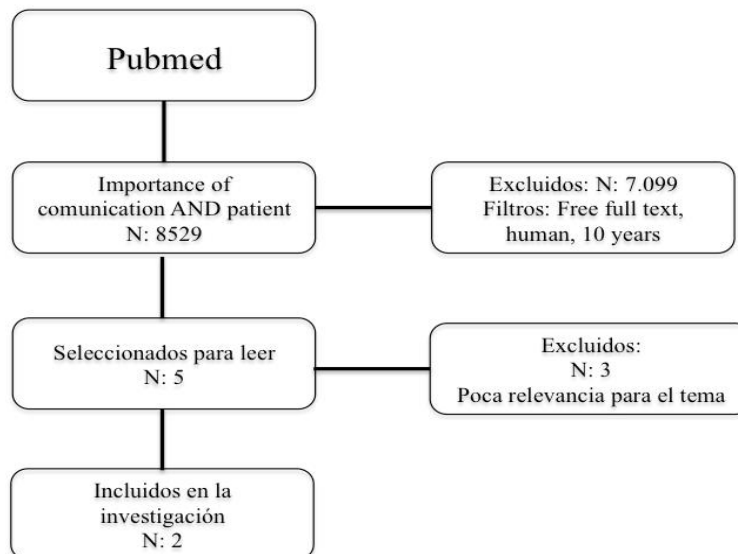 Pubmed
Importance of
comunication AND patient
N: 8529
Excluidos: N: 7.099
Filtros: Free full text,
human, 10 years
Seleccionados para leer
N: 5
Excluidos:
N: 3
Poca relevancia para el tema
Incluidos en la
investigación
N: 2